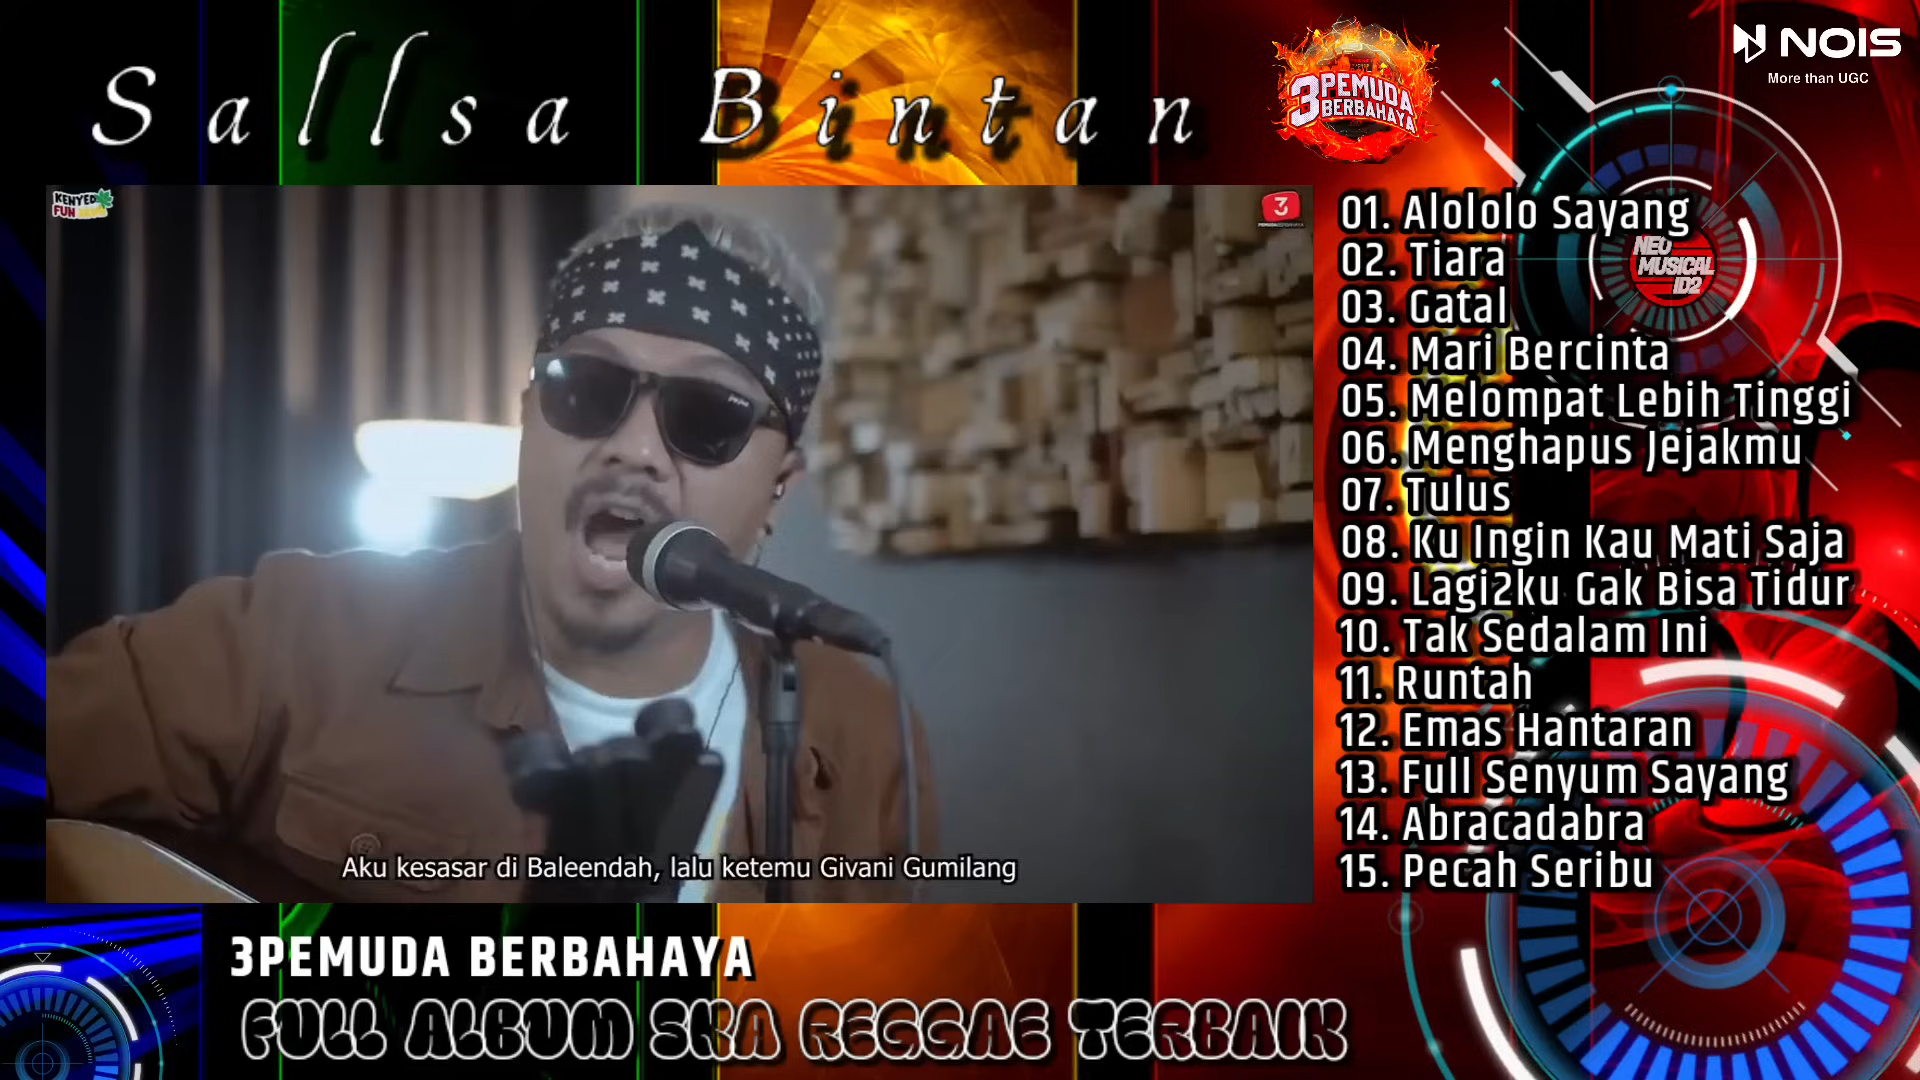 Sallsa Bintan
3PEMUDA
BERBAHAYA
NOIS
More than UGC
KENYED
FUN
3
01. Alololo Sayang
02. Tiara
03. Gatal
04. Mari Bercinta
05. Melompat Lebih Tinggi
06. Menghapus Jejakmu
07. Tulus
08. Ku Ingin Kau Mati Saja
09. Lagi2ku Gak Bisa Tidur
10. Tak Sedalam Ini
11. Runtah
12. Emas Hantaran
13. Full Senyum Sayang
14. Abracadabra
15. Pecah Seribu
NEO
MUSICAL
ID2
Aku kesasar di Baleendah, lalu ketemu Givani Gumilang
3PEMUDA BERBAHAYA
FULL ALBUM SKA REGGAE TERBAIK